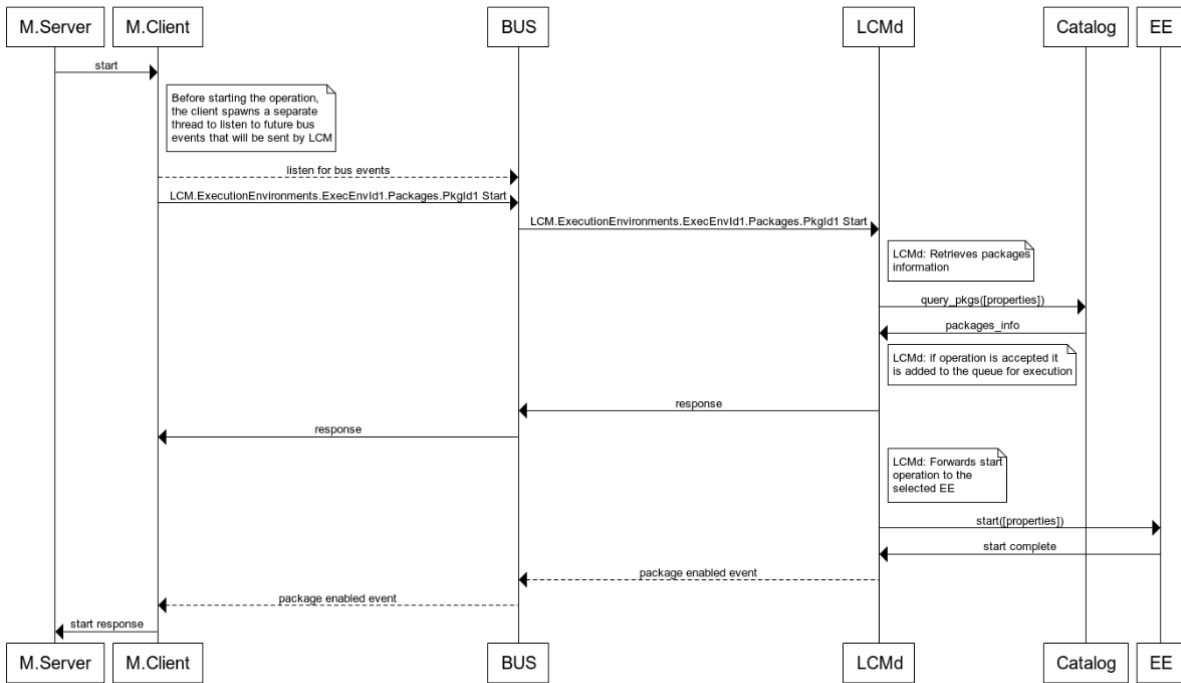 M.Server
M.Client
BUS
LCMd
Catalog
EE
start
Before starting the operation,
the client spawns a separate
thread to listen to future bus
events that will be sent by LCM
listen for bus events
LCM.ExecutionEnvironments.ExecEnvId1.Packages.PkgId1 Start
LCM.ExecutionEnvironments.ExecEnvId1.Packages.PkgId1 Start
LCMd: Retrieves packages
information
query_pkgs([properties])
packages_info
LCMd: if operation is accepted it
is added to the queue for execution
response
response
LCMd: Forwards start
operation to the
selected EE
start([properties])
start complete
package enabled event
package enabled event
start response
M.Server
M.Client
BUS
LCMd
Catalog
EE